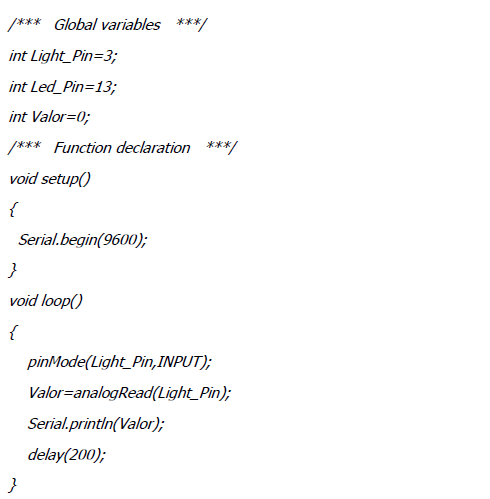 /***   Global variables   ***/
int Light_Pin=3;
int Led_Pin=13;
int Valor=0;
/***   Function declaration   ***/
void setup()
{
  Serial.begin(9600);
}
void loop()
{
    pinMode(Light_Pin,INPUT);
    Valor=analogRead(Light_Pin);
    Serial.println(Valor);
    delay(200);
}